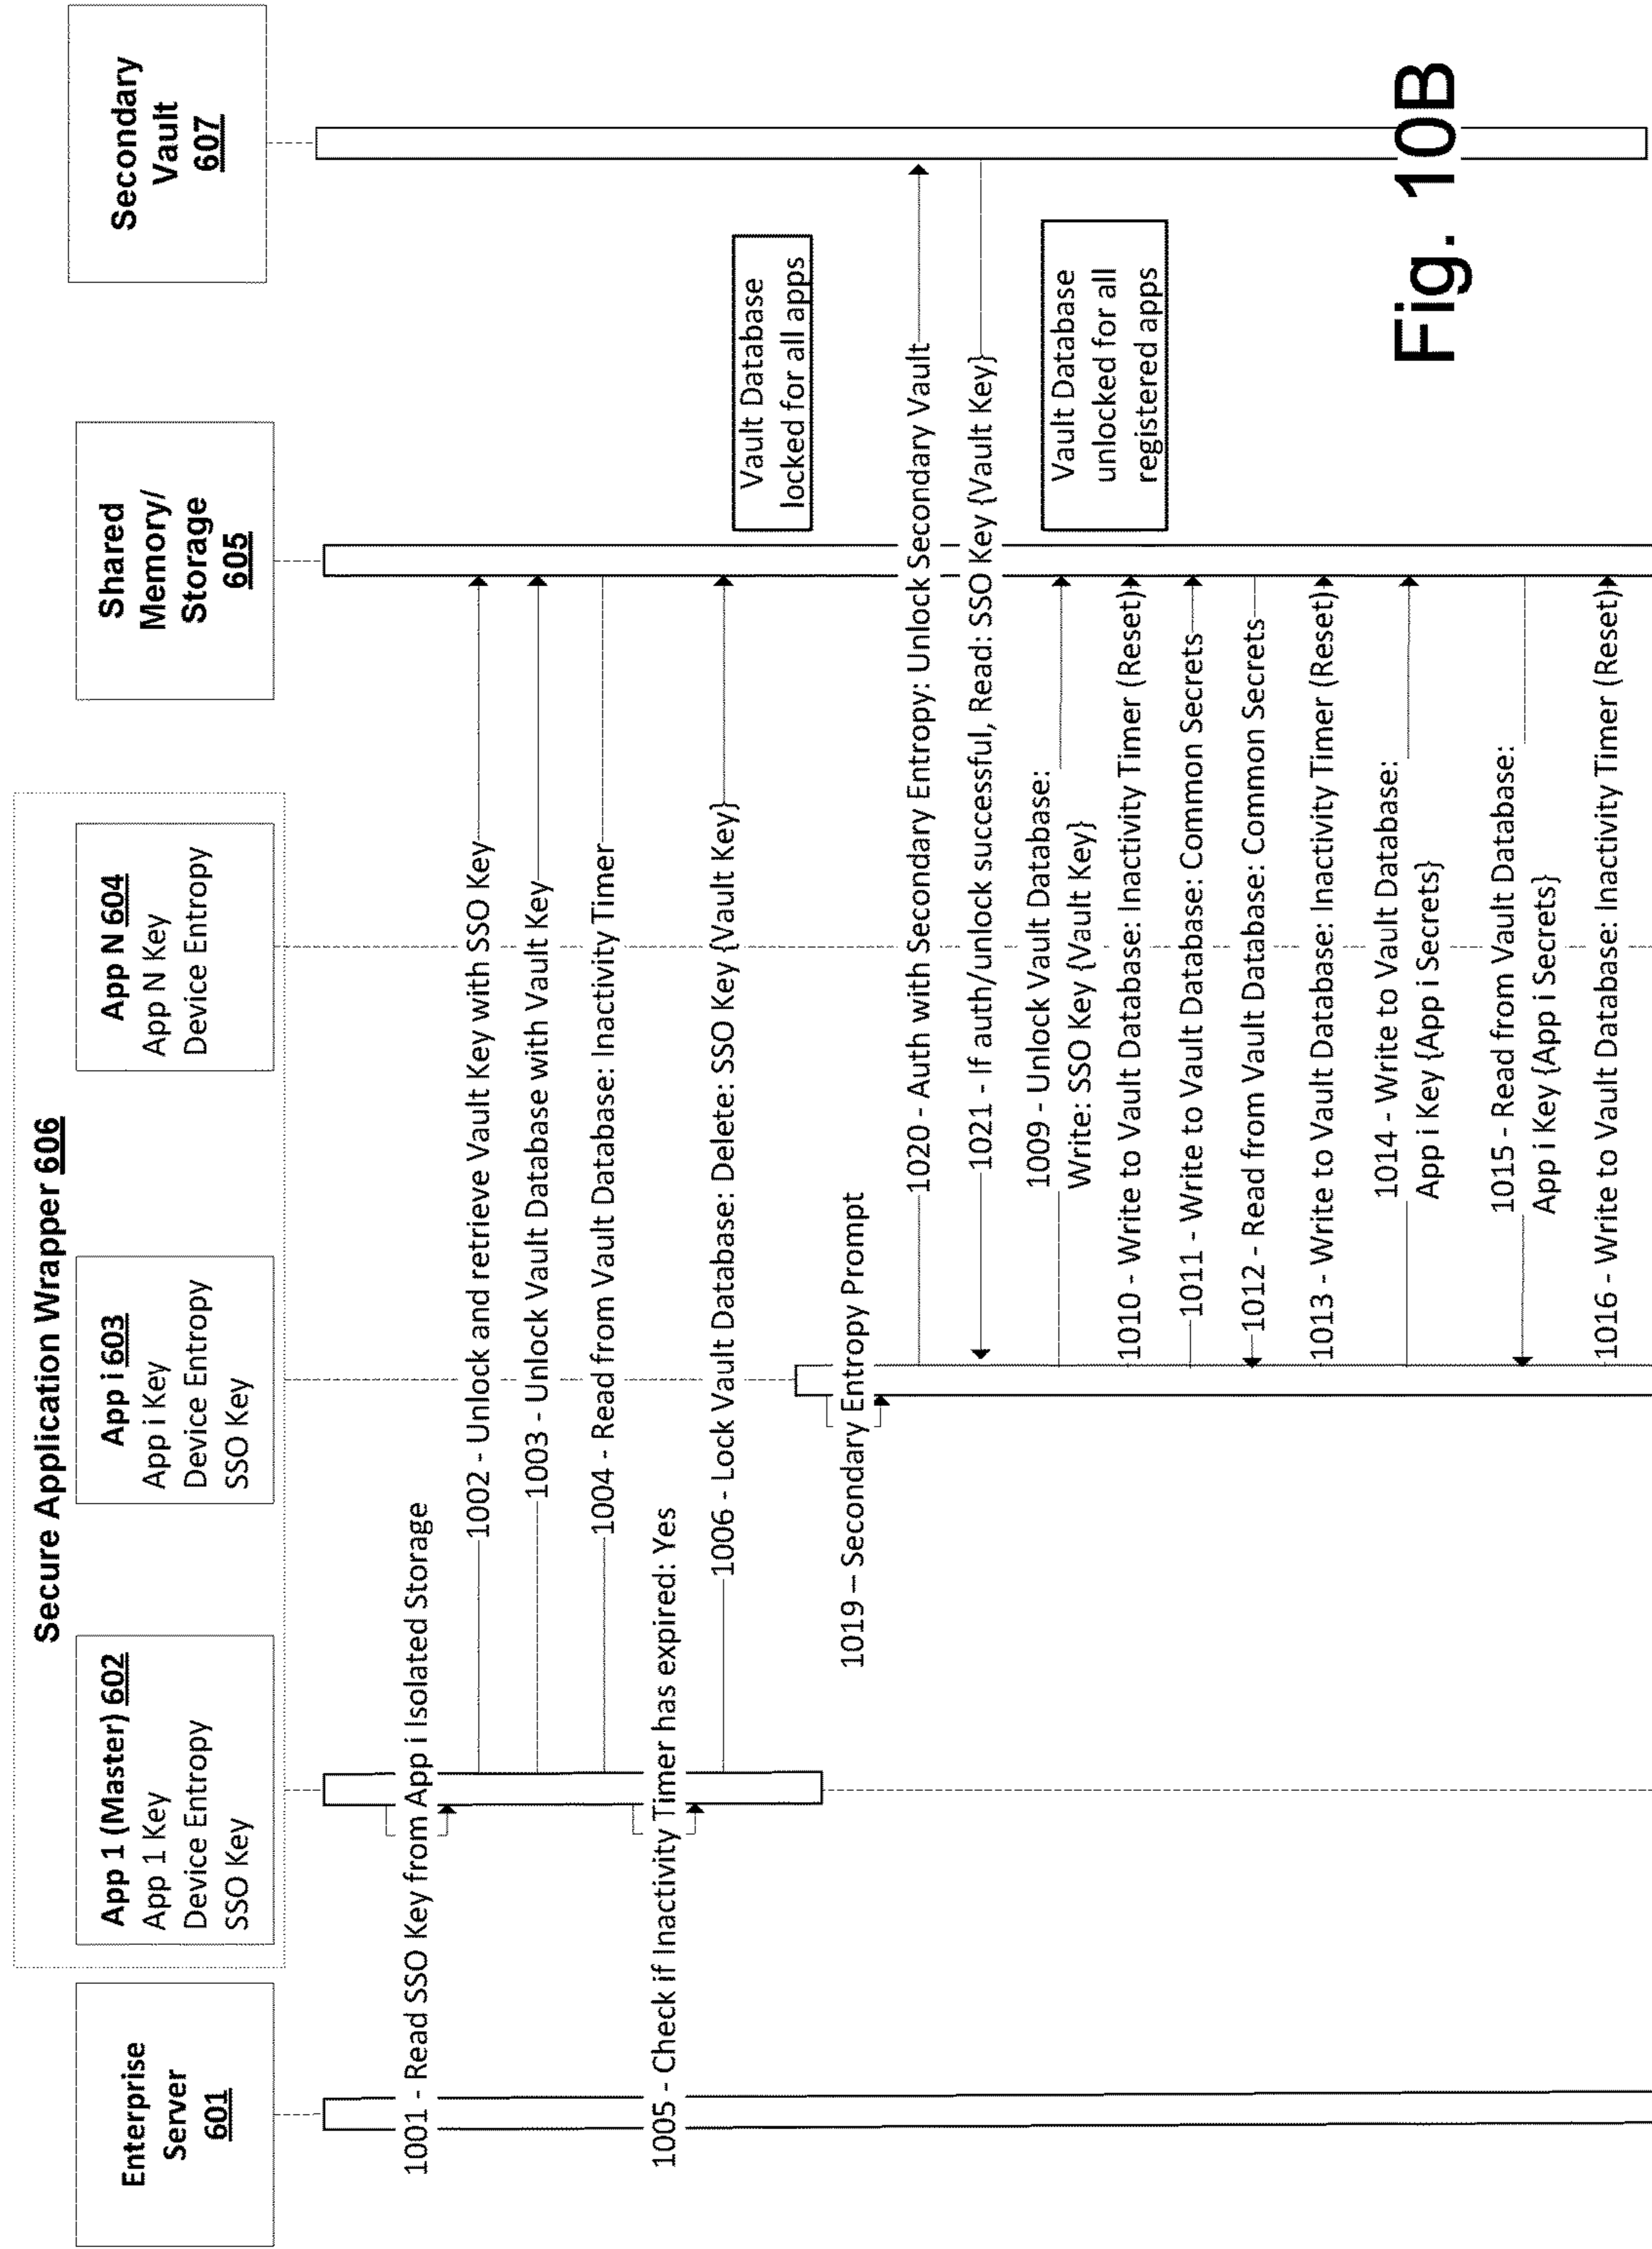 Secure Application Wrapper 606
Enterprise
Server
601
App 1 (Master) 602
App 1 Key
Device Entropy
SSO Key
App i 603
App i Key
Device Entropy
SSO Key
App N 604
App N Key
Device Entropy
Shared
Memory/
Storage
605
Secondary
Vault
607
1001 - Read SSO Key from App i Isolated Storage
1002 - Unlock and retrieve Vault Key with SSO Key
1003 - Unlock Vault Database with Vault Key
1004 - Read from Vault Database: Inactivity Timer
1005 - Check if Inactivity Timer has expired: Yes
1006 - Lock Vault Database: Delete: SSO Key {Vault Key}
Vault Database
locked for all apps
1019 – Secondary Entropy Prompt
1020 - Auth with Secondary Entropy: Unlock Secondary Vault
1021 - If auth/unlock successful, Read: SSO Key {Vault Key}
1009 - Unlock Vault Database:
Write: SSO Key {Vault Key}
Vault Database
unlocked for all
registered apps
1010 - Write to Vault Database: Inactivity Timer (Reset)
1011 - Write to Vault Database: Common Secrets
1012 - Read from Vault Database: Common Secrets
1013 - Write to Vault Database: Inactivity Timer (Reset)
1014 - Write to Vault Database:
App i Key {App i Secrets}
1015 - Read from Vault Database:
App i Key {App i Secrets}
1016 - Write to Vault Database: Inactivity Timer (Reset)
Fig. 10B